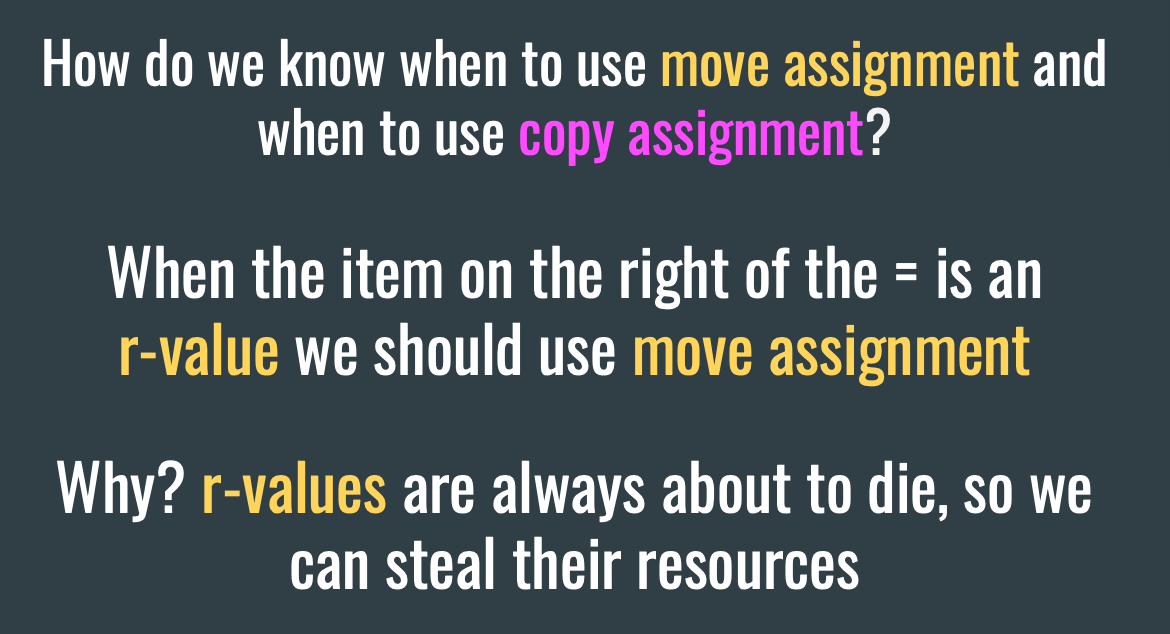 How do we know when to use move assignment and
when to use copy assignment?
When the item on the right of the = is an
r-value we should use move assignment
Why? r-values are always about to die, so we
can steal their resources